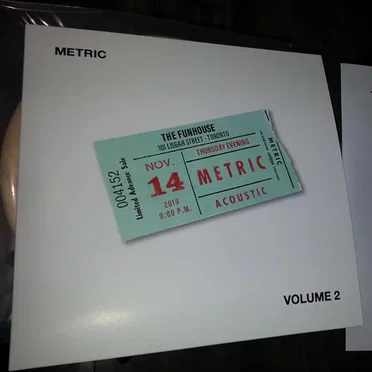 METRIC
THE FUNHOUSE
101 LISGAR STREET - TORONTO
004152
Limited Advance Sale
NOV.
14
2019
9:00 P.M.
THURSDAY EVENING
METRIC
ACOUSTIC
METRIC
VOLUME 2